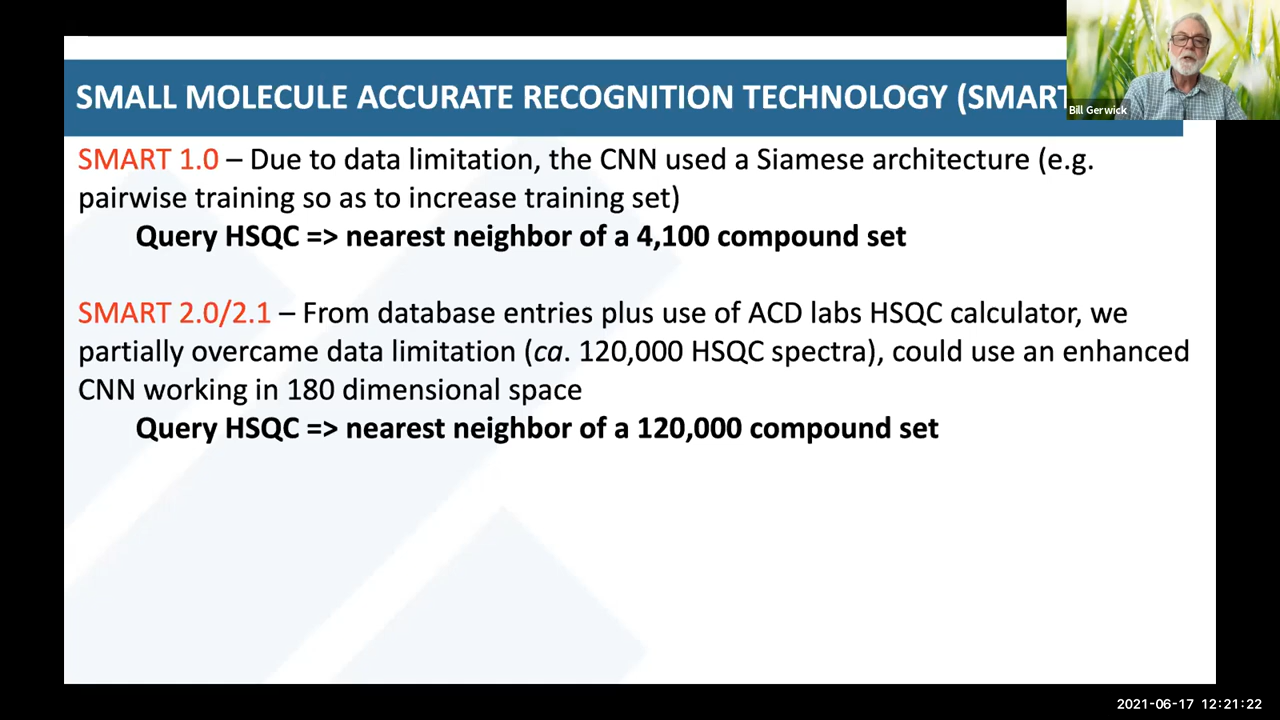 SMALL MOLECULE ACCURATE RECOGNITION TECHNOLOGY (SMART
Bill Gerwick
SMART 1.0 – Due to data limitation, the CNN used a Siamese architecture (e.g.
pairwise training so as to increase training set)
Query HSQC => nearest neighbor of a 4,100 compound set
SMART 2.0/2.1 – From database entries plus use of ACD labs HSQC calculator, we
partially overcame data limitation (ca. 120,000 HSQC spectra), could use an enhanced
CNN working in 180 dimensional space
Query HSQC => nearest neighbor of a 120,000 compound set
2021-06-17 12:21:22